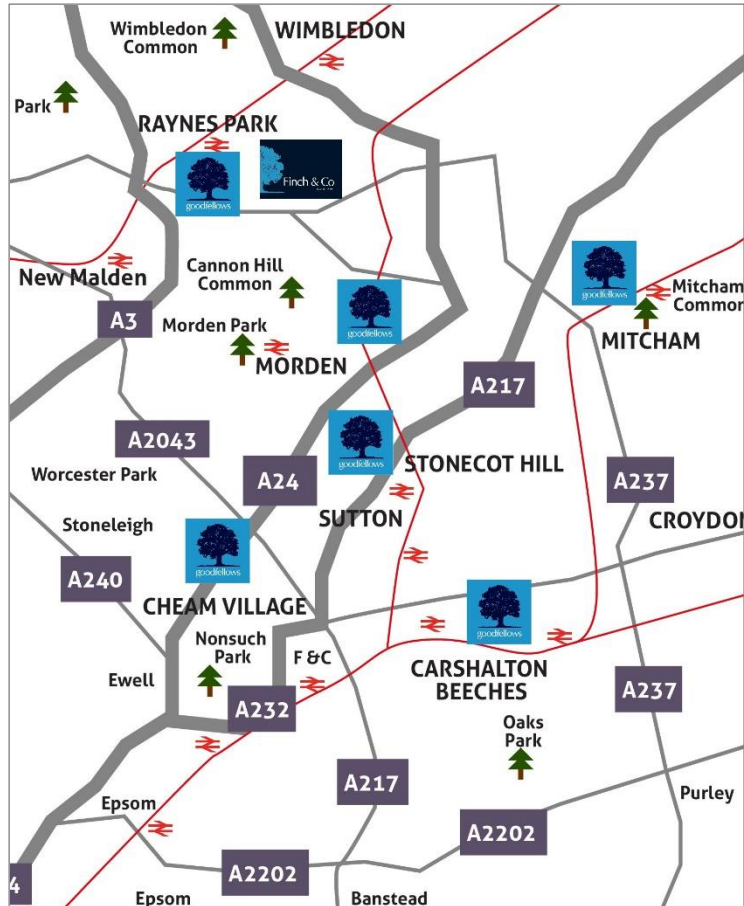 Wimbledon
Common
WIMBLEDON
Park
RAYNES PARK
goodfellows
Finch & Co
New Malden
Cannon Hill
Common
goodfellows
goodfellows
Mitcham
Common
MITCHAM
A3
Morden Park
MORDEN
A217
A2043
goodfellows
STONECOT HILL
Worcester Park
A24
A237
SUTTON
CROYDON
Stoneleigh
goodfellows
A240
CHEAM VILLAGE
goodfellows
Nonsuch
Park
F & C
CARSHALTON
BEECHES
Ewell
A232
A237
Oaks
Park
A217
Purley
Epsom
A2202
A2202
4
Epsom
Banstead